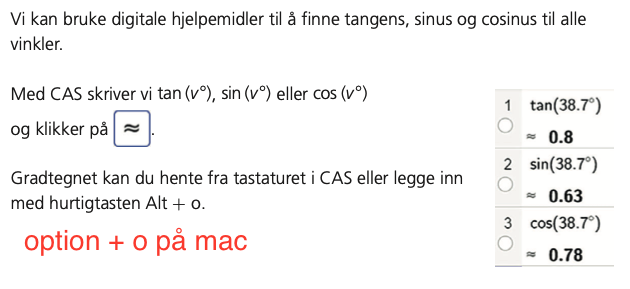 Vi kan bruke digitale hjelpemidler til å finne tangens, sinus og cosinus til alle
vinkler.
Med CAS skriver vi tan (v°), sin (v°) eller cos (v°)
og klikker på ≈.
Gradtegnet kan du hente fra tastaturet i CAS eller legge inn
med hurtigtasten Alt + o.
option + o på mac
1 tan(38.7°)
≈ 0.8
2 sin(38.7°)
≈ 0.63
3 cos(38.7°)
≈ 0.78